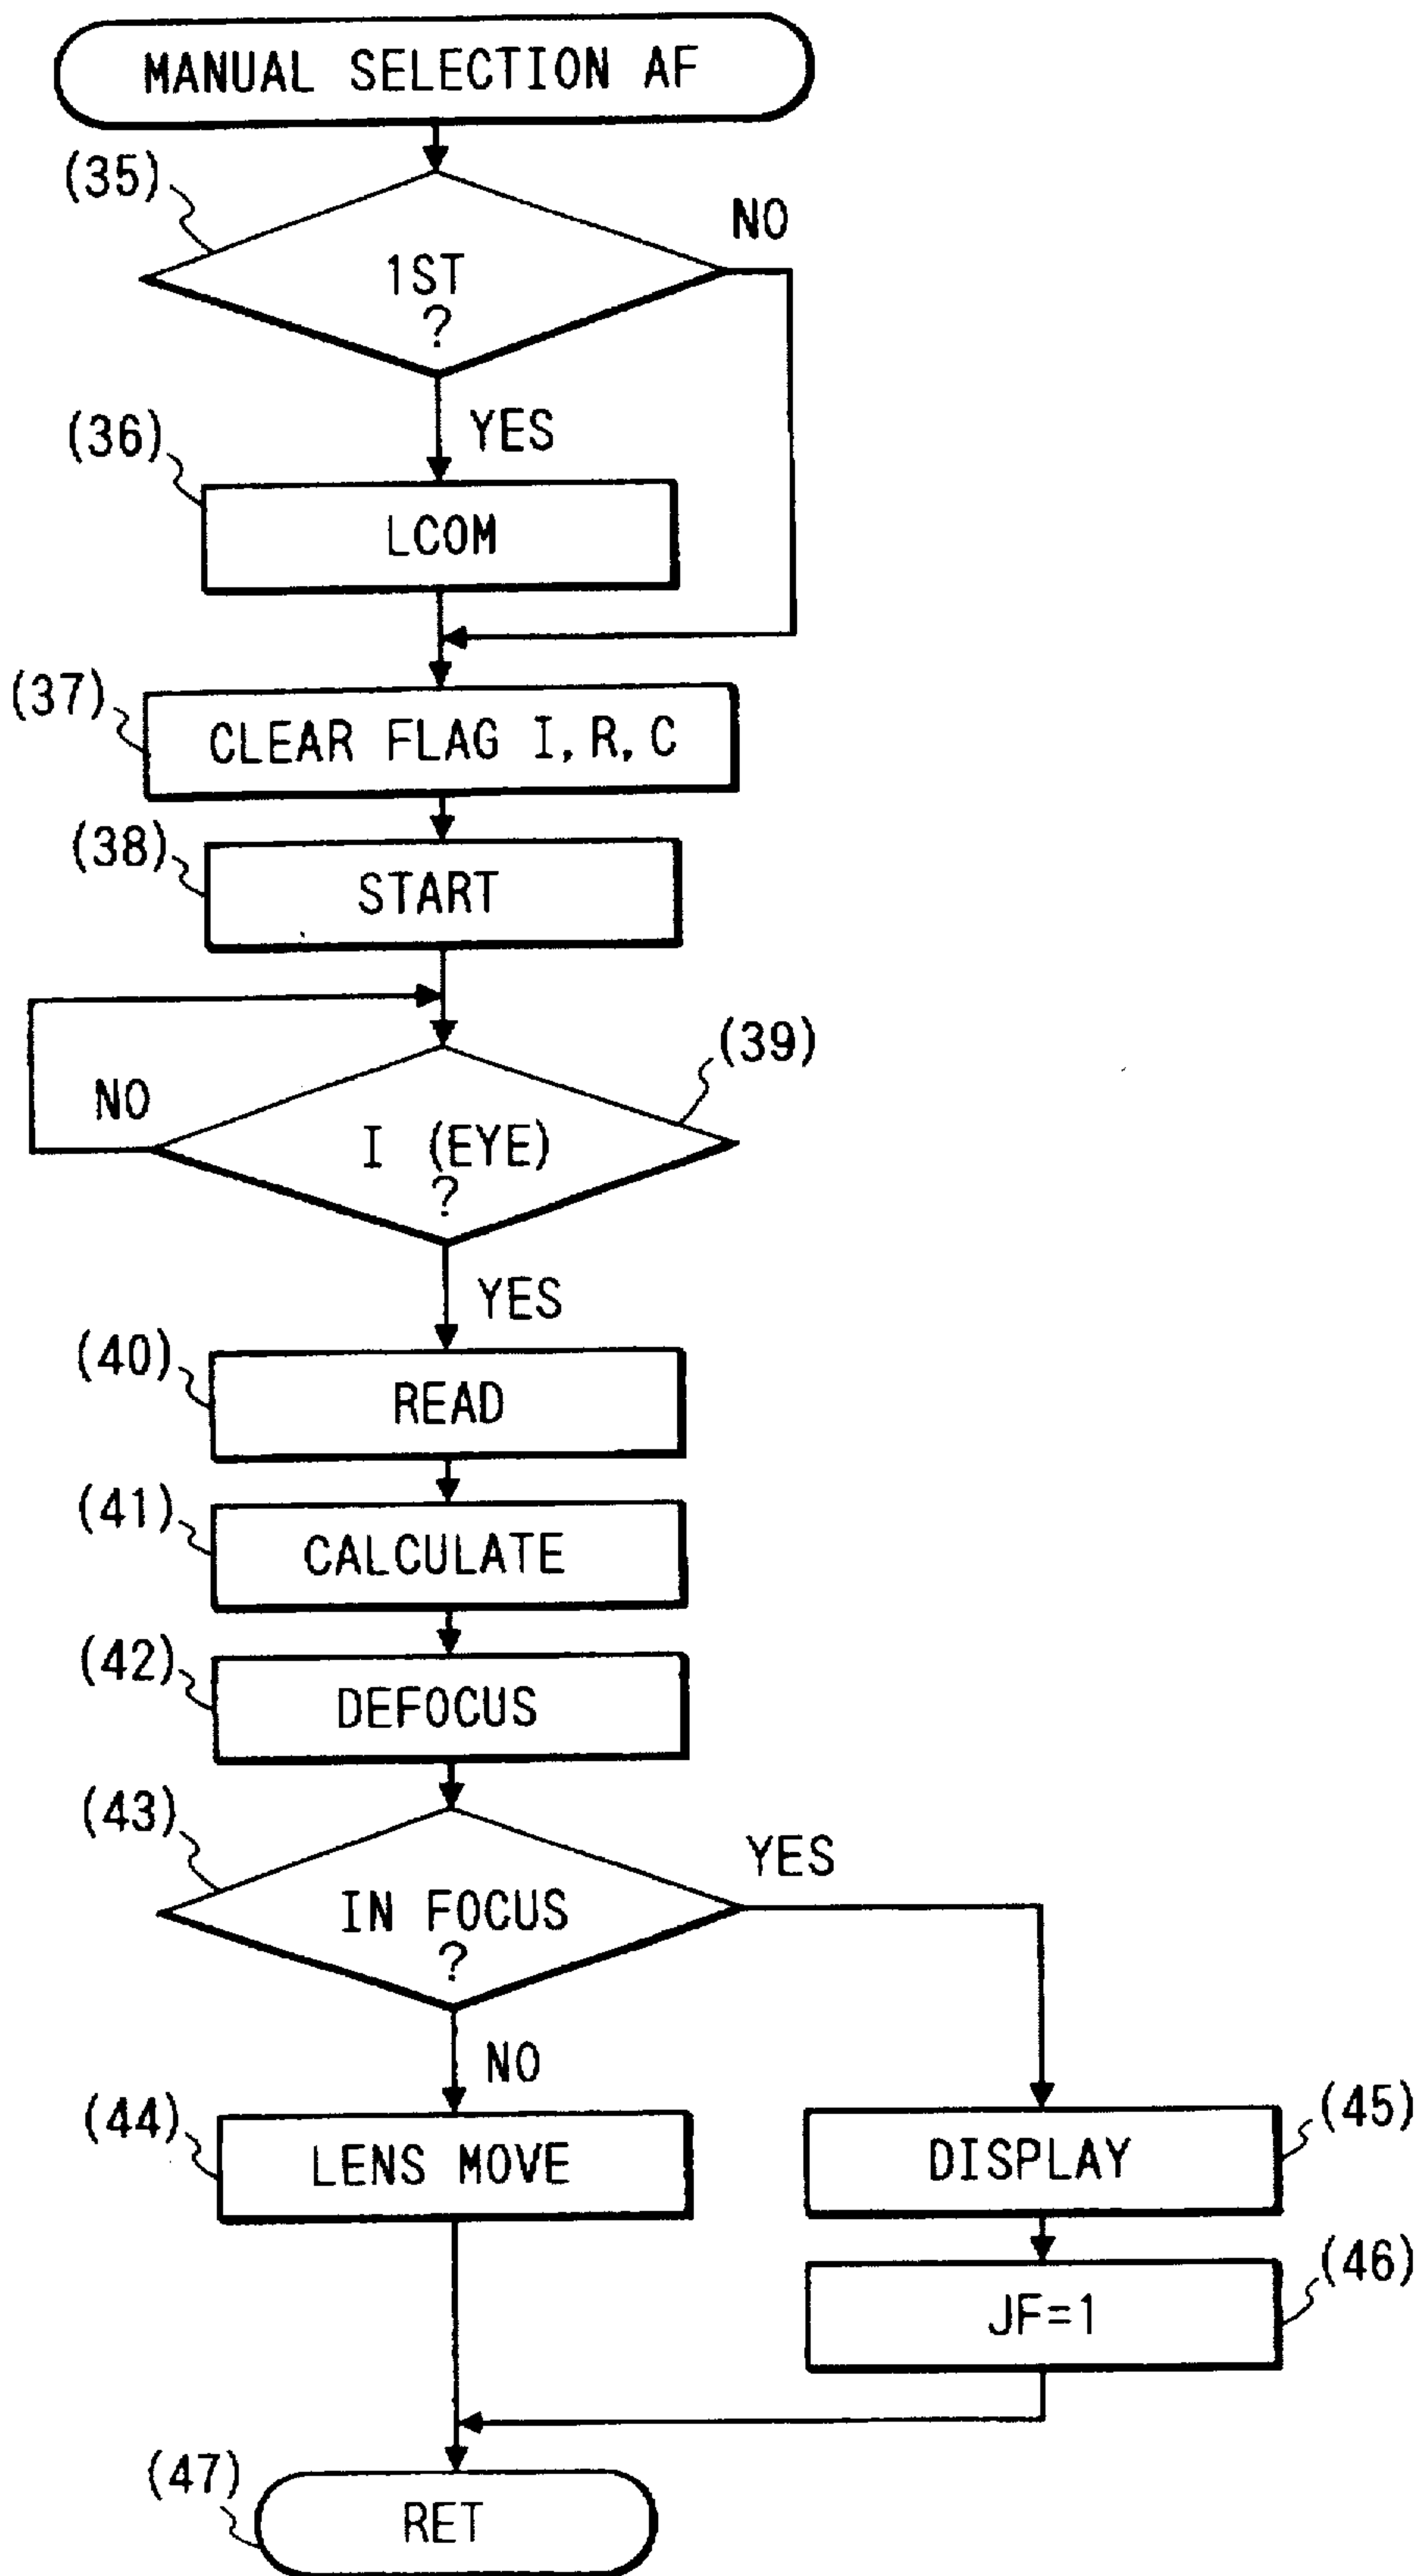 MANUAL SELECTION AF
(35)
NO
1ST
?
YES
(36)
LCOM
(37)
CLEAR FLAG I, R, C
(38)
START
(39)
NO
I (EYE)
?
YES
(40)
READ
(41)
CALCULATE
(42)
DEFOCUS
(43)
YES
IN FOCUS
?
NO
(44)
LENS MOVE
(45)
DISPLAY
(46)
JF=1
(47)
RET